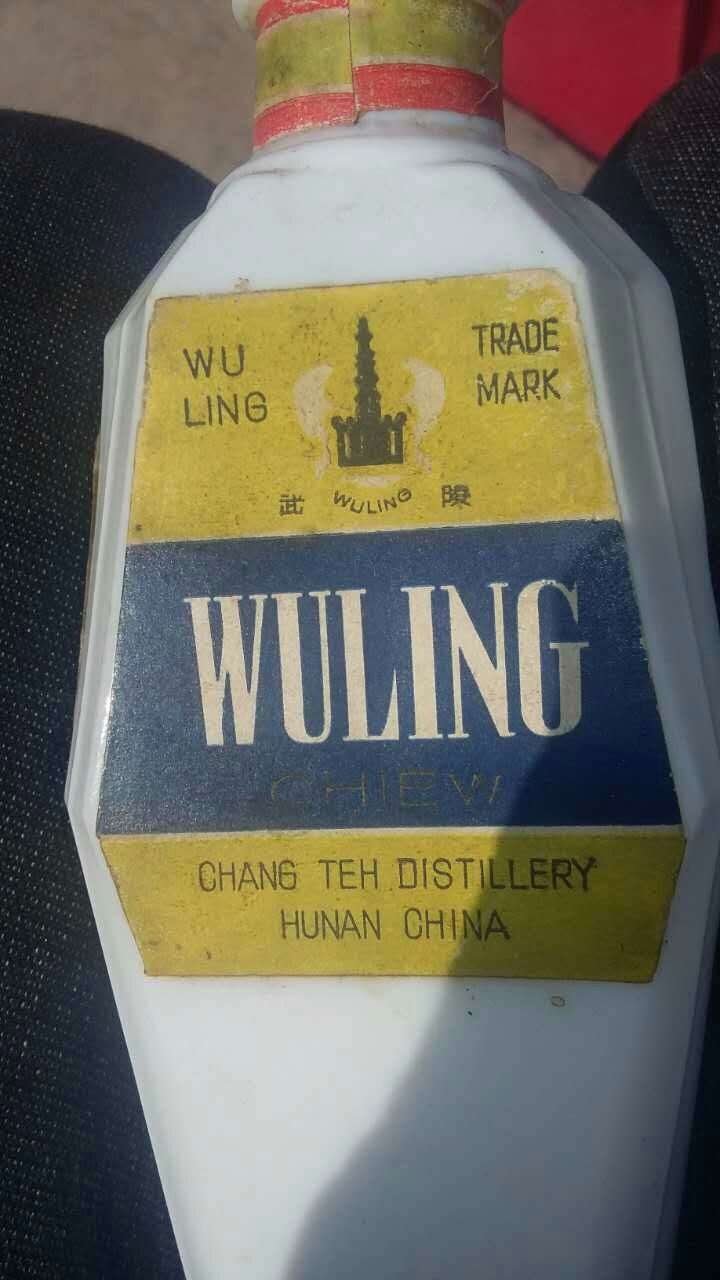 WU
LING
TRADE
MARK
武 WULING 陵
WULING
CHIEW
CHANG TEH DISTILLERY
HUNAN CHINA